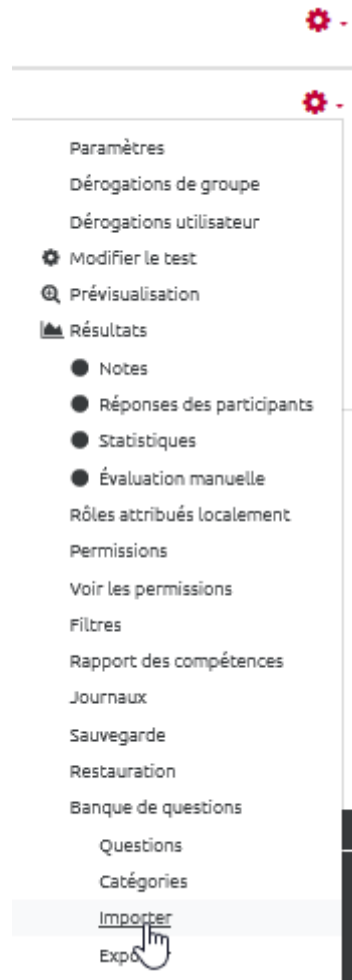 Paramètres
Dérogations de groupe
Dérogations utilisateur
Modifier le test
Prévisualisation
Résultats
Notes
Réponses des participants
Statistiques
Évaluation manuelle
Rôles attribués localement
Permissions
Voir les permissions
Filtres
Rapport des compétences
Journaux
Sauvegarde
Restauration
Banque de questions
Questions
Catégories
Importer